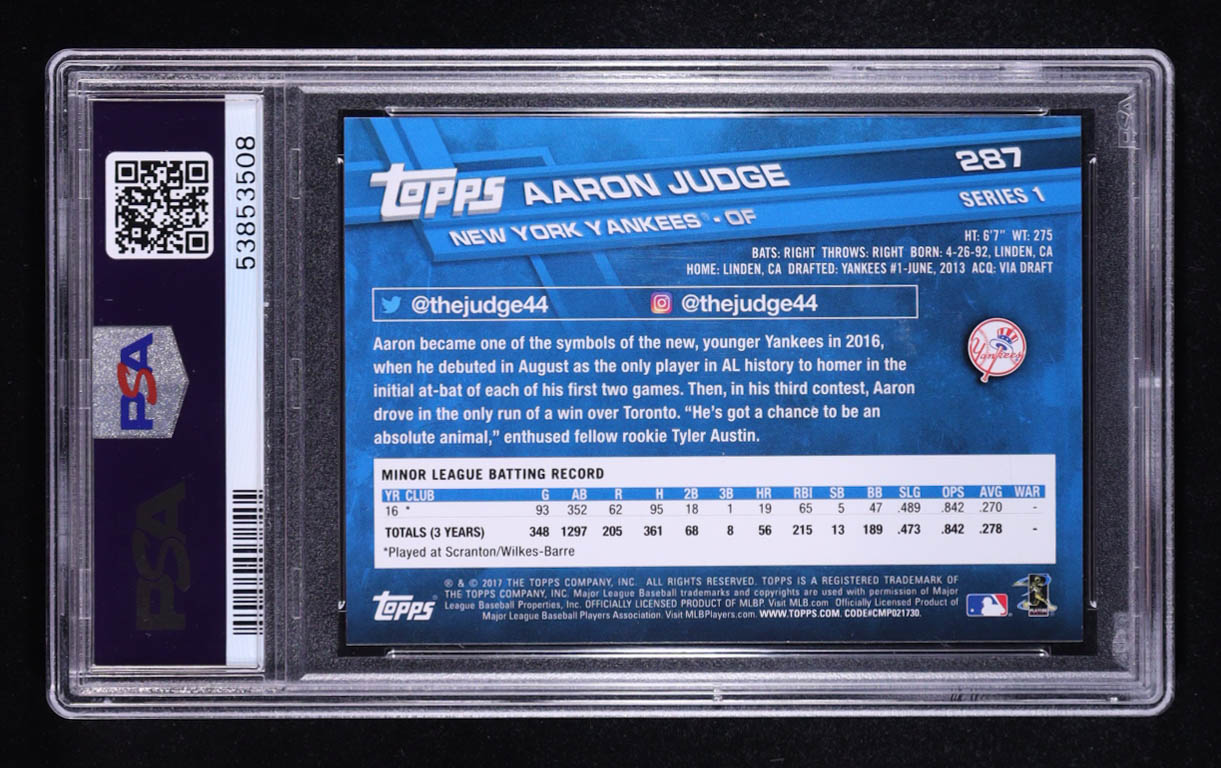 53853508
PSA
PSA
PSA
TOPPS AARON JUDGE
287
NEW YORK YANKEES® - OF
SERIES 1
HT: 6'7" WT: 275
BATS: RIGHT THROWS: RIGHT BORN: 4-26-92, LINDEN, CA
HOME: LINDEN, CA DRAFTED: YANKEES #1-JUNE, 2013 ACQ: VIA DRAFT
@thejudge44 @thejudge44
Aaron became one of the symbols of the new, younger Yankees in 2016,
when he debuted in August as the only player in AL history to homer in the
initial at-bat of each of his first two games. Then, in his third contest, Aaron
drove in the only run of a win over Toronto. “He’s got a chance to be an
absolute animal,” enthused fellow rookie Tyler Austin.
Yankees
MINOR LEAGUE BATTING RECORD
YR CLUB G AB R H 2B 3B HR RBI SB BB SLG OPS AVG WAR
16 * 93 352 62 95 18 1 19 65 5 47 .489 .842 .270 -
TOTALS (3 YEARS) 348 1297 205 361 68 8 56 215 13 189 .473 .842 .278 -
*Played at Scranton/Wilkes-Barre
TOPPS®
® & © 2017 THE TOPPS COMPANY, INC. ALL RIGHTS RESERVED. TOPPS IS A REGISTERED TRADEMARK OF
THE TOPPS COMPANY, INC. Major League Baseball trademarks and copyrights are used with permission of Major
League Baseball Properties, Inc. OFFICIALLY LICENSED PRODUCT OF MLBP. Visit MLB.com Officially Licensed Product of
Major League Baseball Players Association. Visit MLBPlayers.com. WWW.TOPPS.COM. CODE#CMP021730.